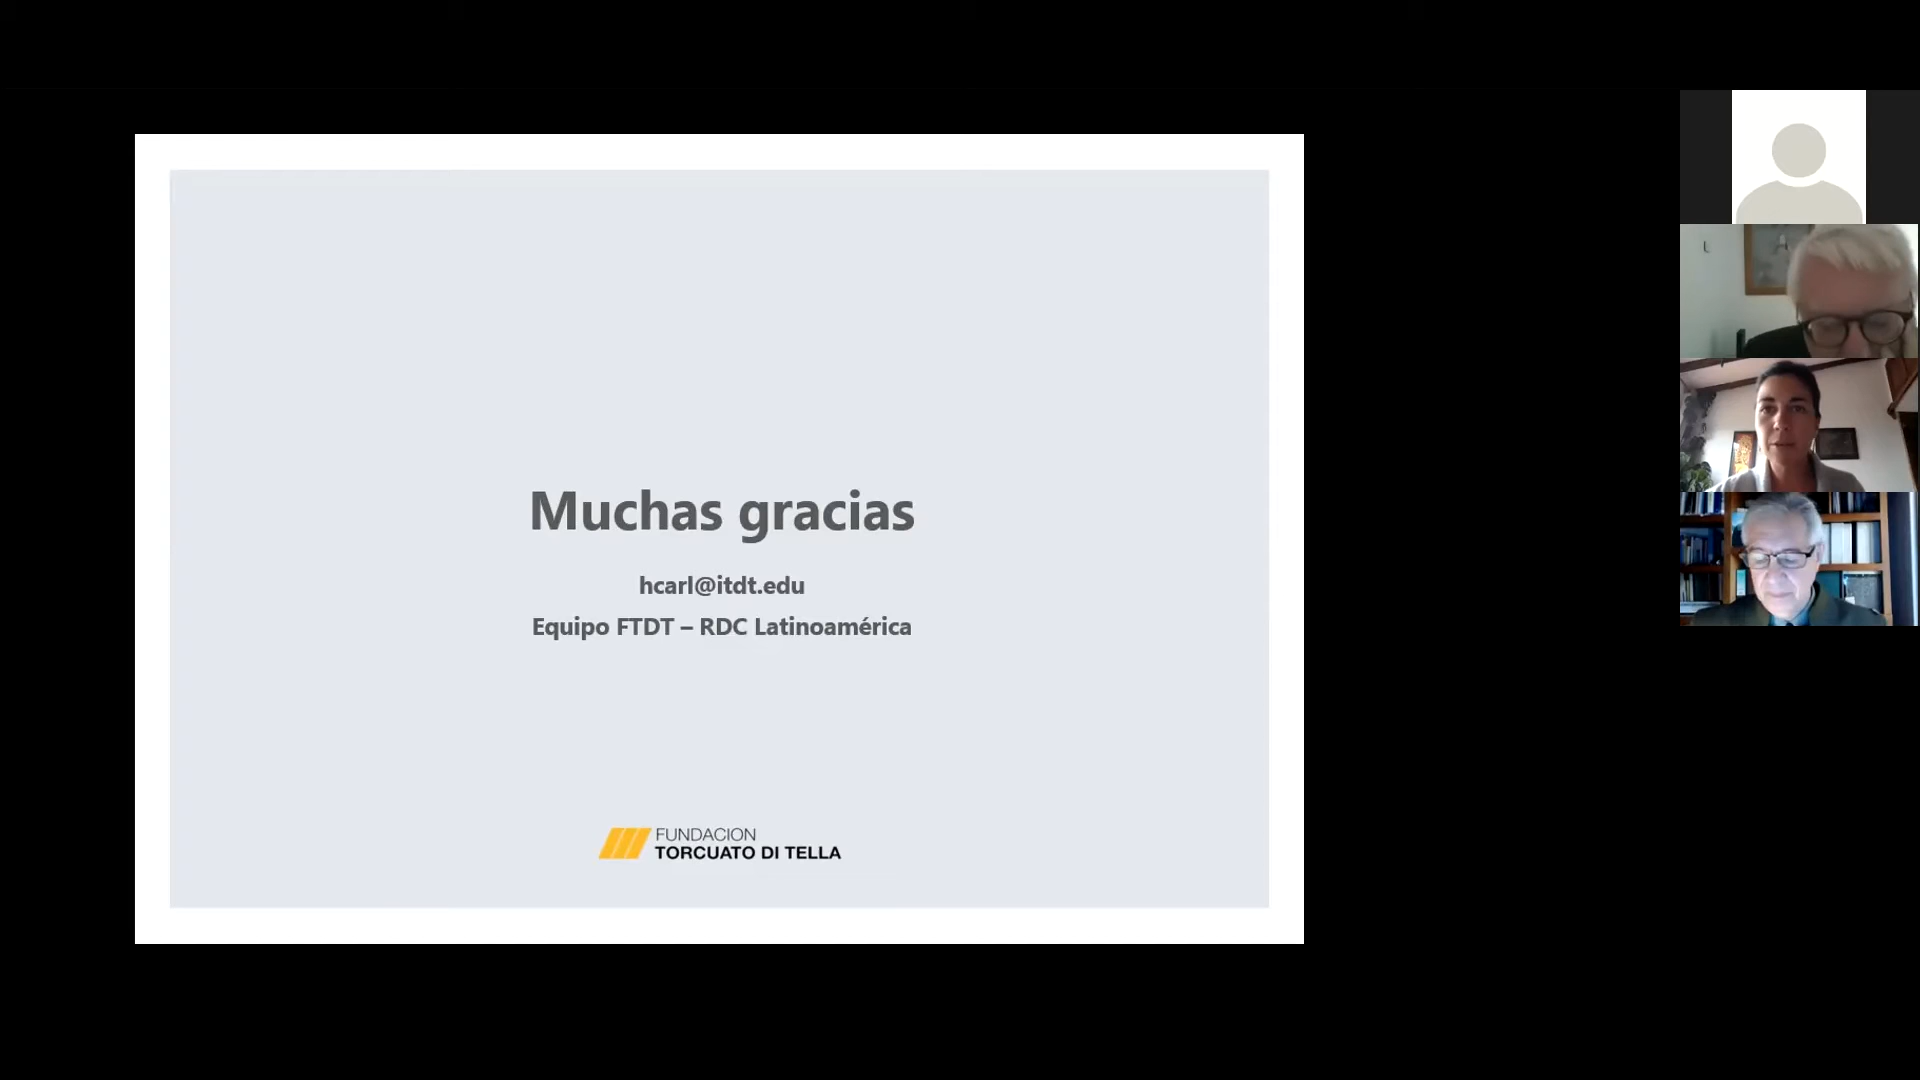 Muchas gracias
hcarl@itdt.edu
Equipo FTDT – RDC Latinoamérica
FUNDACION
TORCUATO DI TELLA